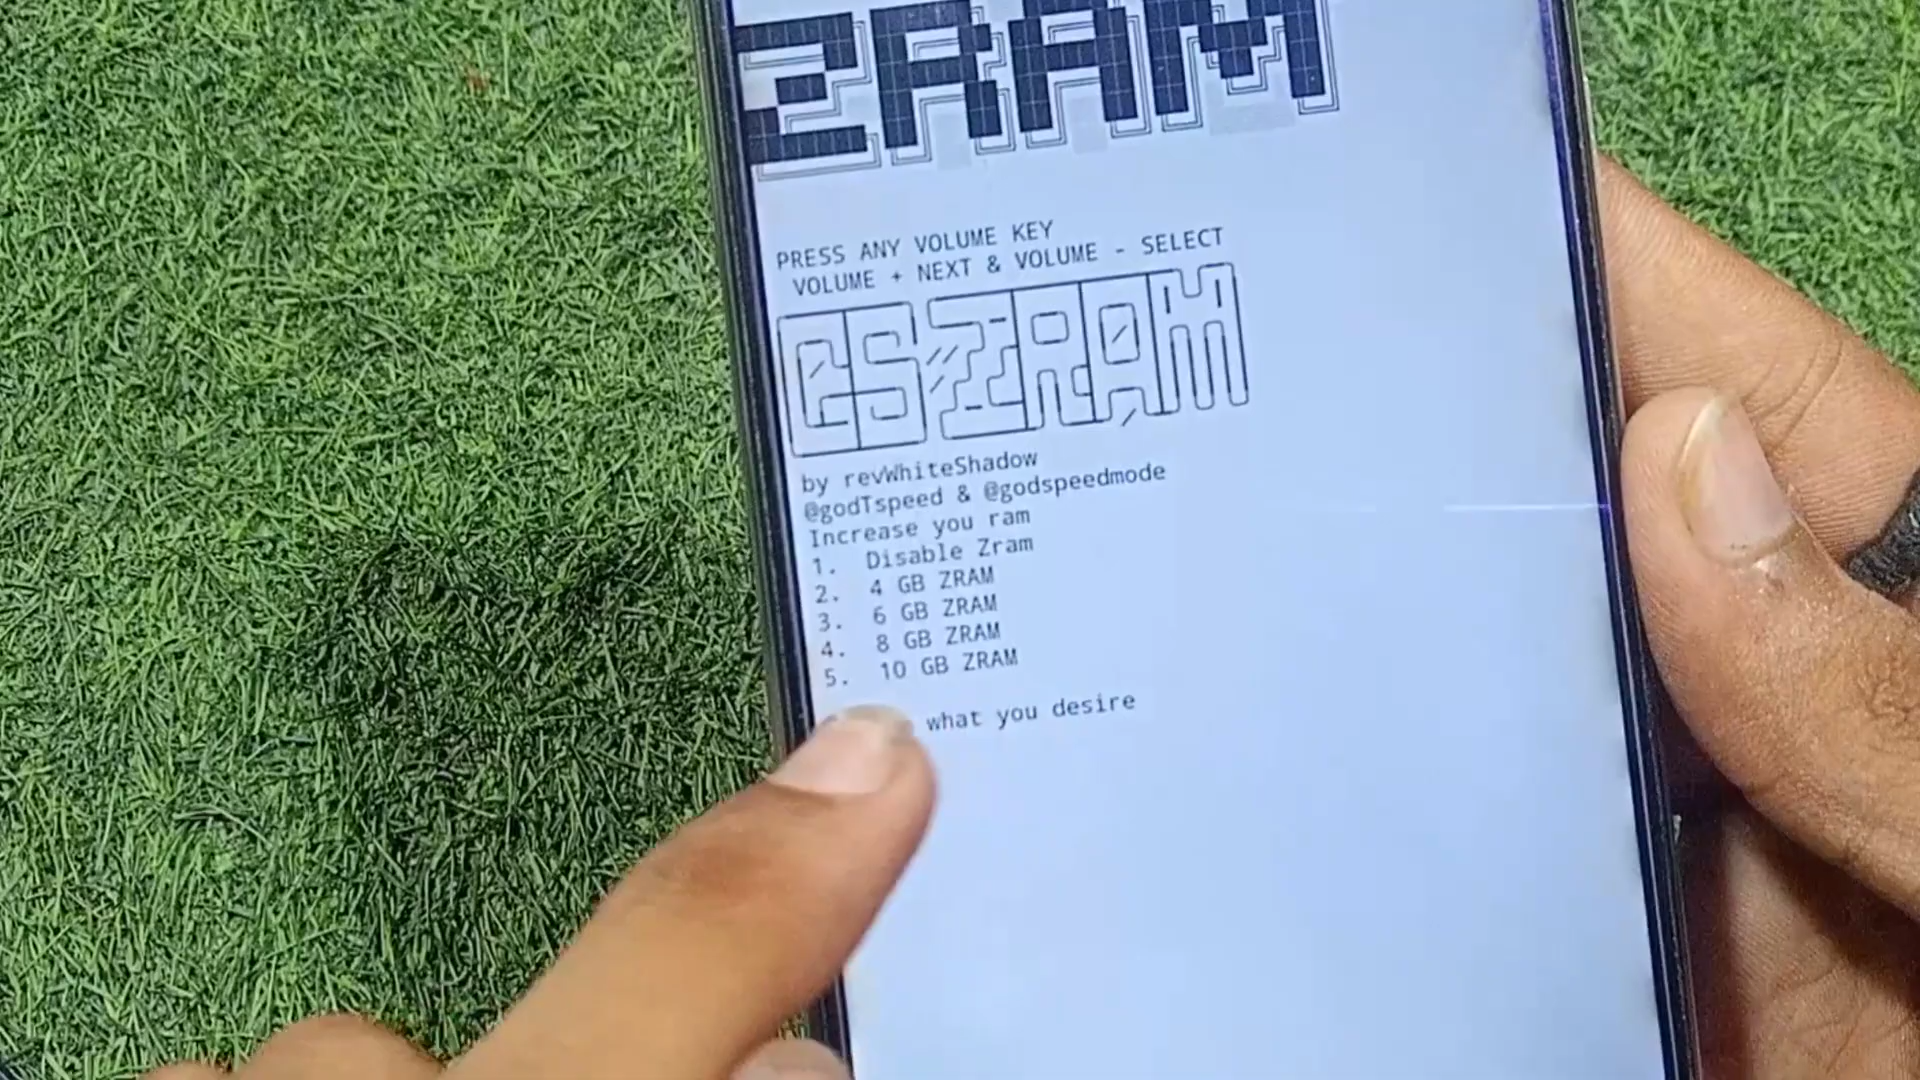 ZRAM
PRESS ANY VOLUME KEY
VOLUME + NEXT & VOLUME - SELECT
GSZRAM
by revWhiteShadow
@godTspeed & @godspeedmode
Increase you ram
1. Disable Zram
2. 4 GB ZRAM
3. 6 GB ZRAM
4. 8 GB ZRAM
5. 10 GB ZRAM
what you desire